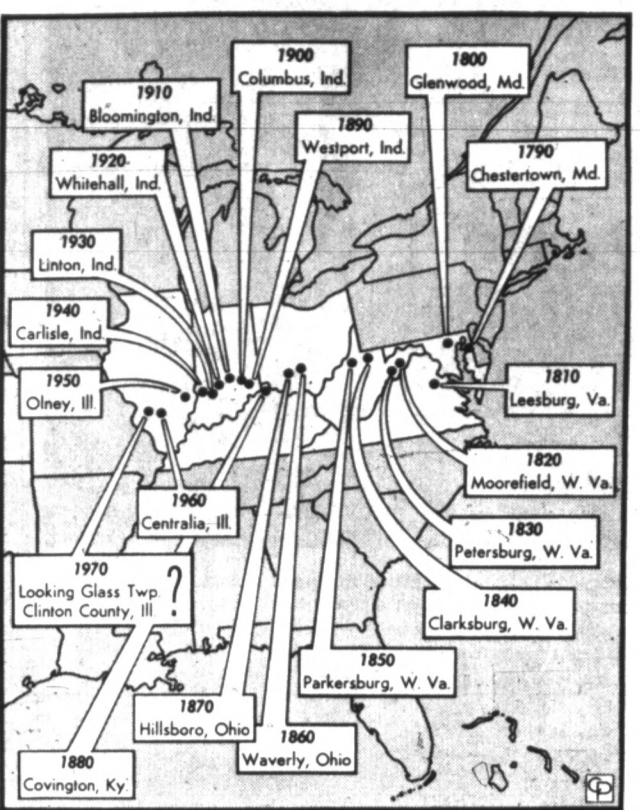 1900
Columbus, Ind.
1800
Glenwood, Md.
1910
Bloomington, Ind.
1890
Westport, Ind.
1790
Chestertown, Md.
1920
Whitehall, Ind.
1930
Linton, Ind.
1940
Carlisle, Ind.
1950
Olney, Ill.
1810
Leesburg, Va.
1820
Moorefield, W. Va.
1960
Centralia, Ill.
1830
Petersburg, W. Va.
1970
Looking Glass Twp.
Clinton County, Ill.
?
1840
Clarksburg, W. Va.
1850
Parkersburg, W. Va.
1870
Hillsboro, Ohio
1860
Waverly, Ohio
1880
Covington, Ky.
CP